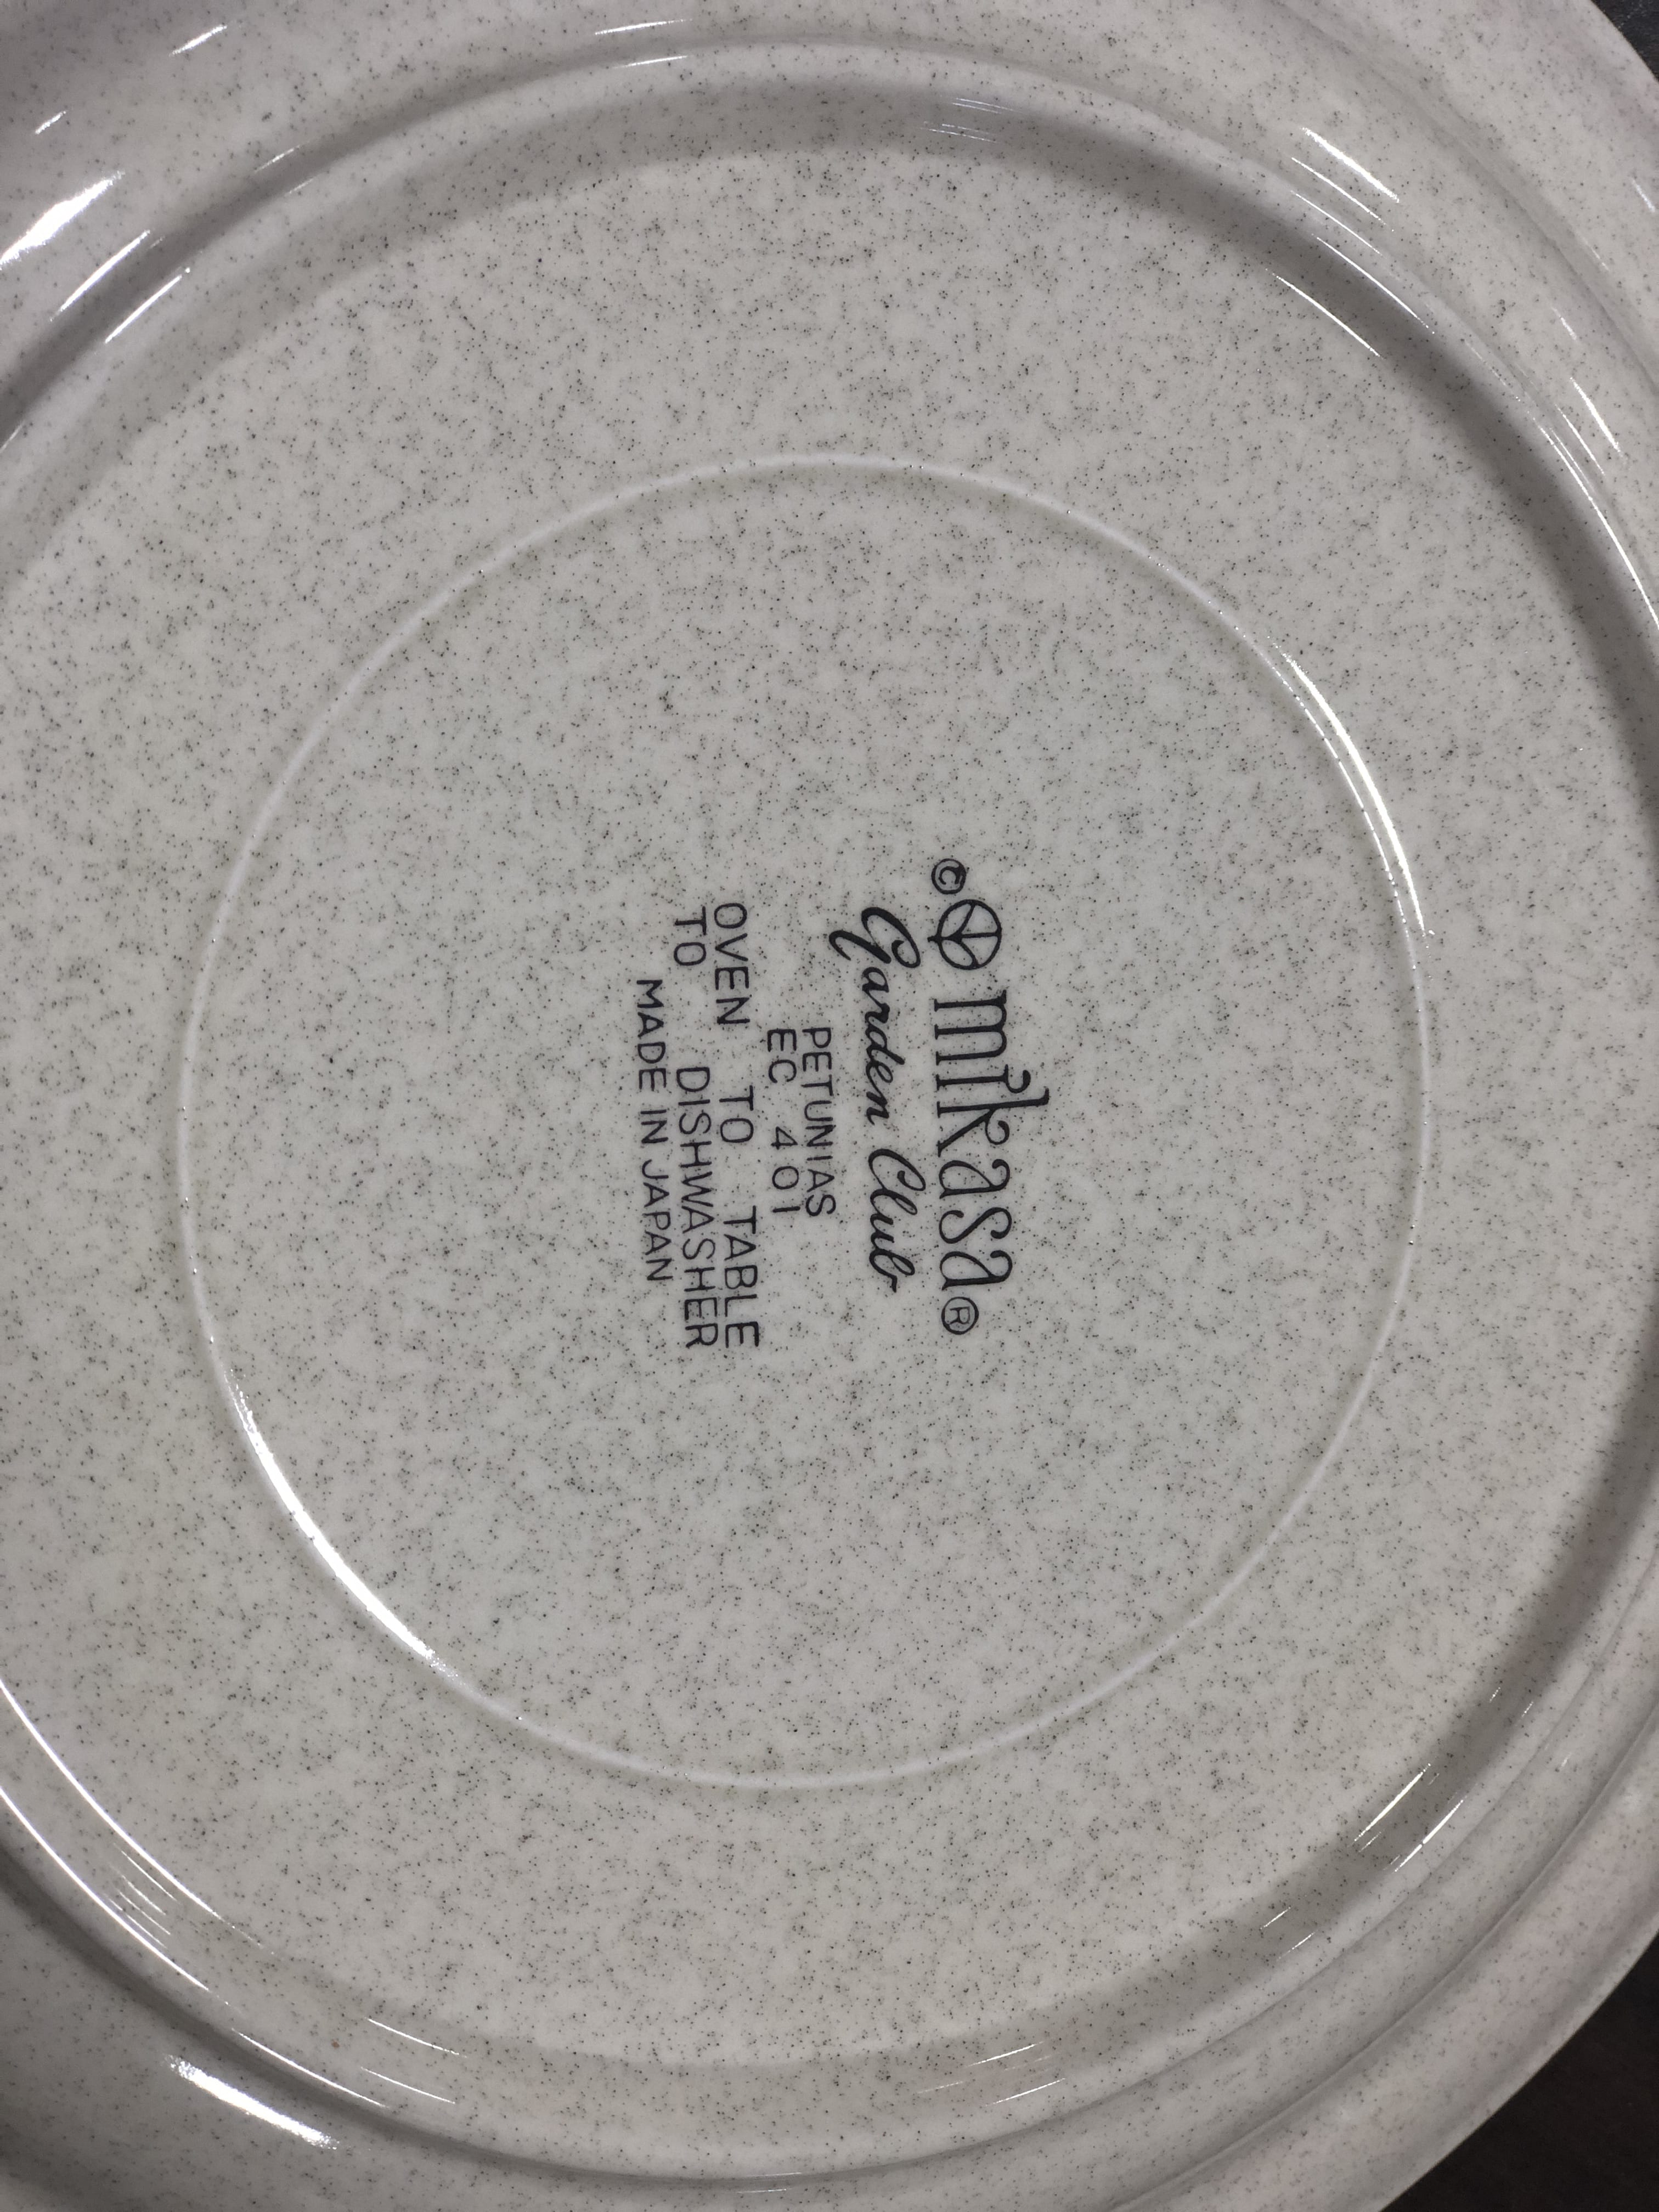 © mikasa ®
Garden Club
PETUNIAS
EC 401
OVEN TO TABLE
TO DISHWASHER
MADE IN JAPAN